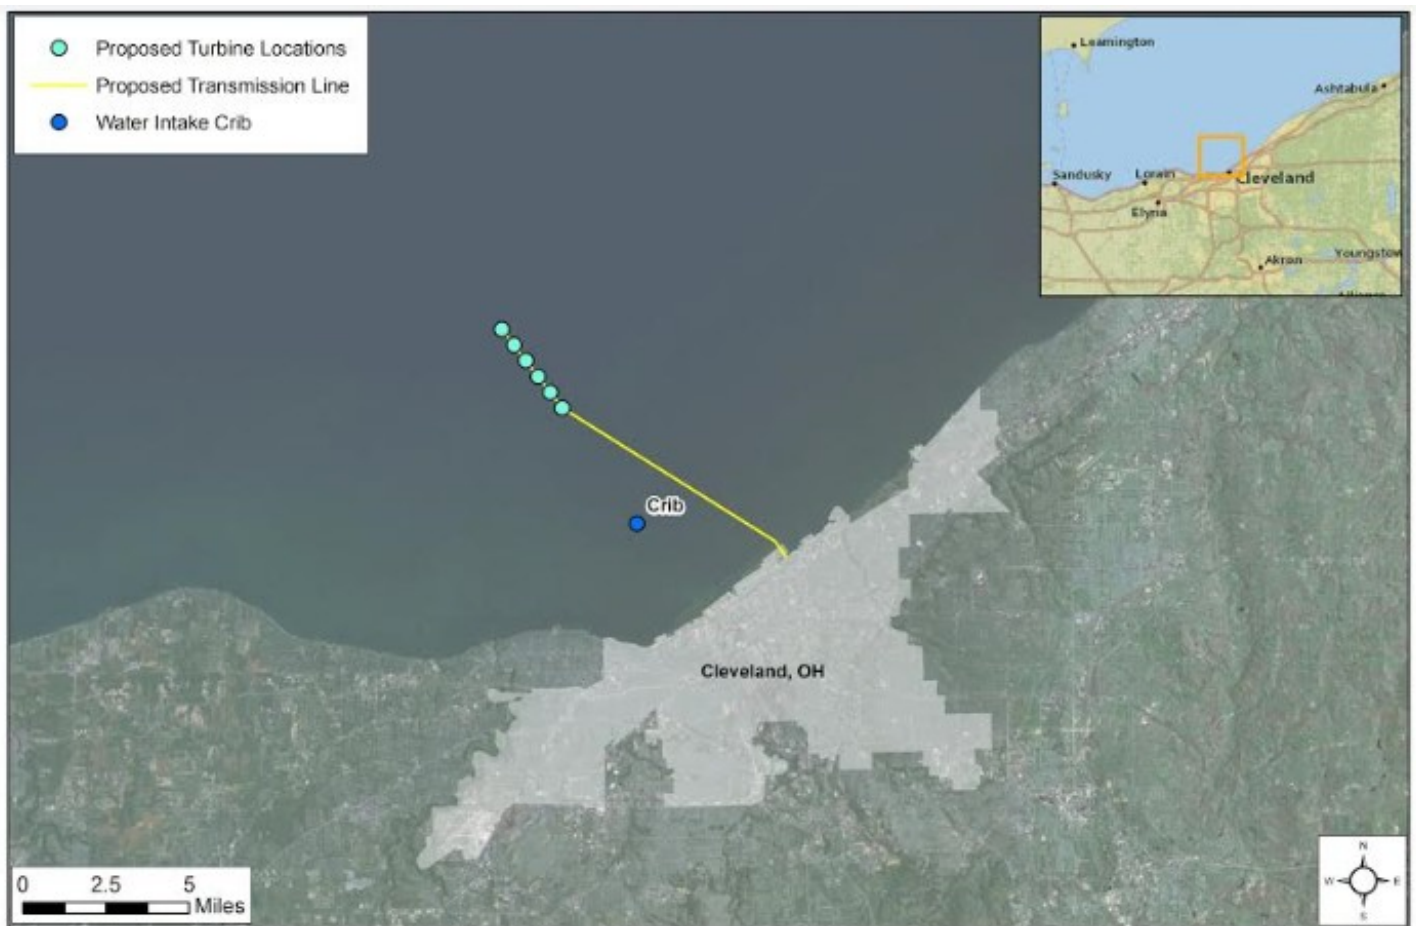 Proposed Turbine Locations
Proposed Transmission Line
Water Intake Crib
Leamington
Ashtabula
Sandusky
Lorain
Cleveland
Elyria
Akron
Youngstow
Crib
Cleveland, OH
0 2.5 5
Miles
N
W E
S